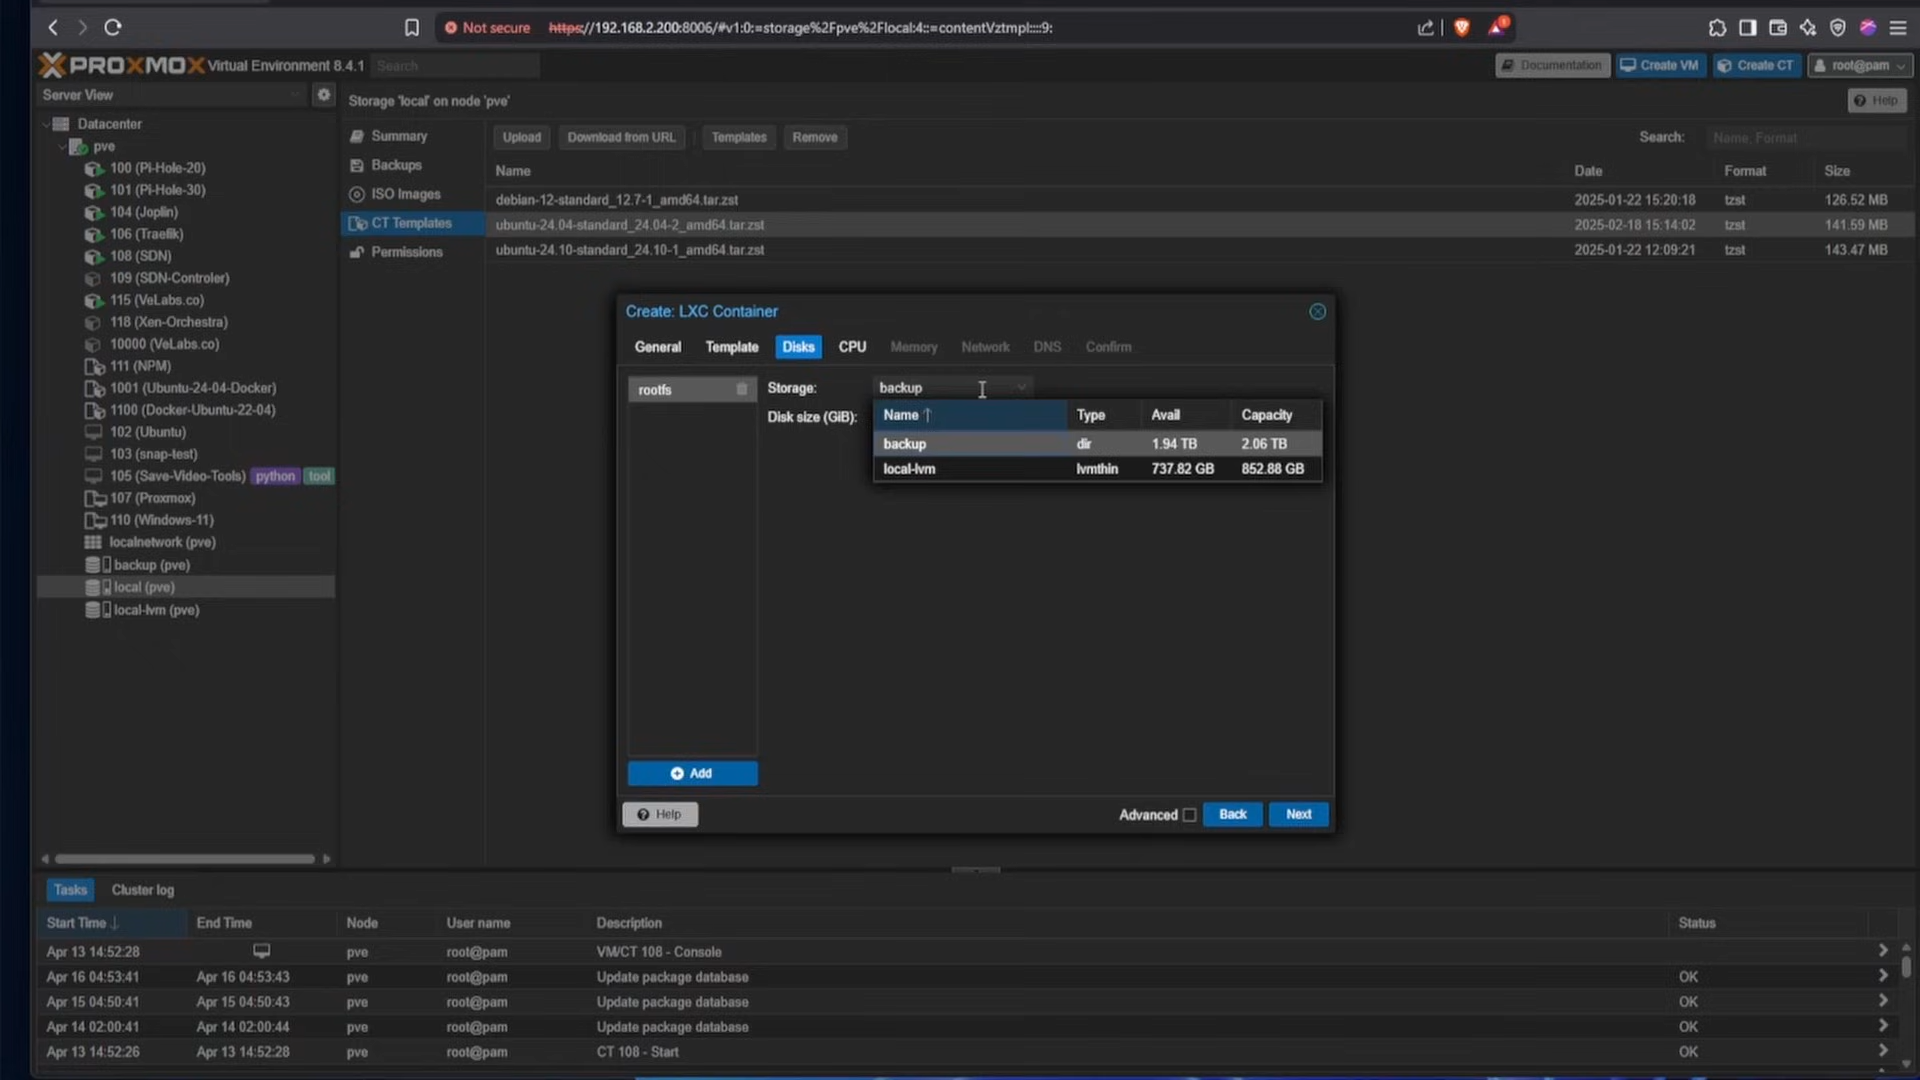 Not secure https://192.168.2.200:8006/#v1:0:=storage%2Fpve%2Flocal:4::=contentVztmpl::::9:
PROXMOX Virtual Environment 8.4.1 Search Documentation Create VM Create CT root@pam
Server View
Storage 'local' on node 'pve' Help
Datacenter
pve
100 (Pi-Hole-20)
101 (Pi-Hole-30)
104 (Joplin)
106 (Traefik)
108 (SDN)
109 (SDN-Controler)
115 (VeLabs.co)
118 (Xen-Orchestra)
10000 (VeLabs.co)
111 (NPM)
1001 (Ubuntu-24-04-Docker)
1100 (Docker-Ubuntu-22-04)
102 (Ubuntu)
103 (snap-test)
105 (Save-Video-Tools) python tool
107 (Proxmox)
110 (Windows-11)
localnetwork (pve)
backup (pve)
local (pve)
local-lvm (pve)
Summary
Backups
ISO Images
CT Templates
Permissions
Upload Download from URL Templates Remove Search: Name, Format
Name Date Format Size
debian-12-standard_12.7-1_amd64.tar.zst 2025-01-22 15:20:18 tzst 126.52 MB
ubuntu-24.04-standard_24.04-2_amd64.tar.zst 2025-02-18 15:14:02 tzst 141.59 MB
ubuntu-24.10-standard_24.10-1_amd64.tar.zst 2025-01-22 12:09:21 tzst 143.47 MB
Create: LXC Container
General Template Disks CPU Memory Network DNS Confirm
rootfs
Storage: backup
Disk size (GiB):
Name Type Avail Capacity
backup dir 1.94 TB 2.06 TB
local-lvm lvmthin 737.82 GB 852.88 GB
Add
Help Advanced Back Next
Tasks Cluster log
Start Time End Time Node User name Description Status
Apr 13 14:52:28 pve root@pam VM/CT 108 - Console
Apr 16 04:53:41 Apr 16 04:53:43 pve root@pam Update package database OK
Apr 15 04:50:41 Apr 15 04:50:43 pve root@pam Update package database OK
Apr 14 02:00:41 Apr 14 02:00:44 pve root@pam Update package database OK
Apr 13 14:52:26 Apr 13 14:52:28 pve root@pam CT 108 - Start OK